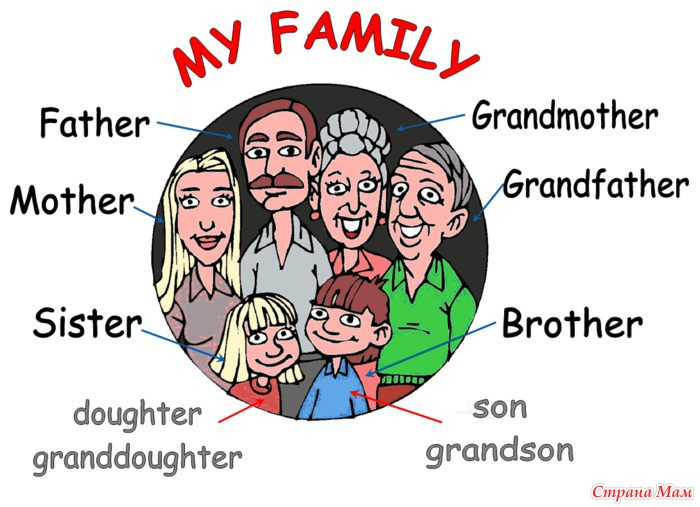 MY FAMILY
Father
Grandmother
Mother
Grandfather
Sister
Brother
doughter
granddoughter
son
grandson
Страна Мам